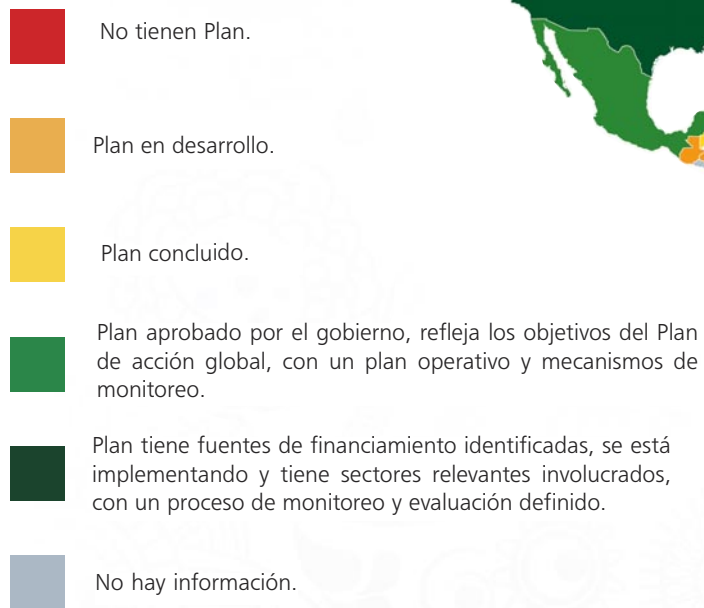 No tienen Plan.
Plan en desarrollo.
Plan concluido.
Plan aprobado por el gobierno, refleja los objetivos del Plan
de acción global, con un plan operativo y mecanismos de
monitoreo.
Plan tiene fuentes de financiamiento identificadas, se está
implementando y tiene sectores relevantes involucrados,
con un proceso de monitoreo y evaluación definido.
No hay información.